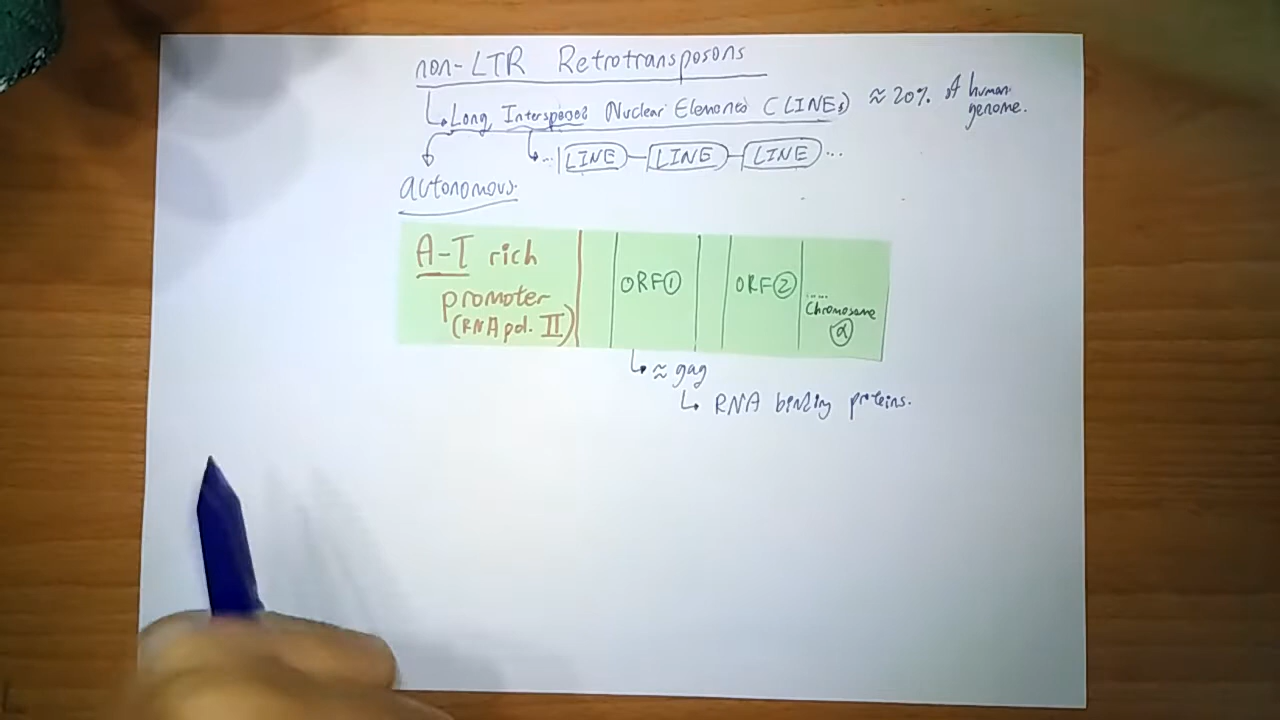 non-LTR Retrotransposons
Long Interspersed Nuclear Elements (LINEs) ≈ 20% of human genome.
... LINE LINE LINE ...
autonomous.
A-T rich
promoter
(RNA pol. II)
ORF①
ORF②
.....
Chromosome
α
≈ gag
RNA binding proteins.